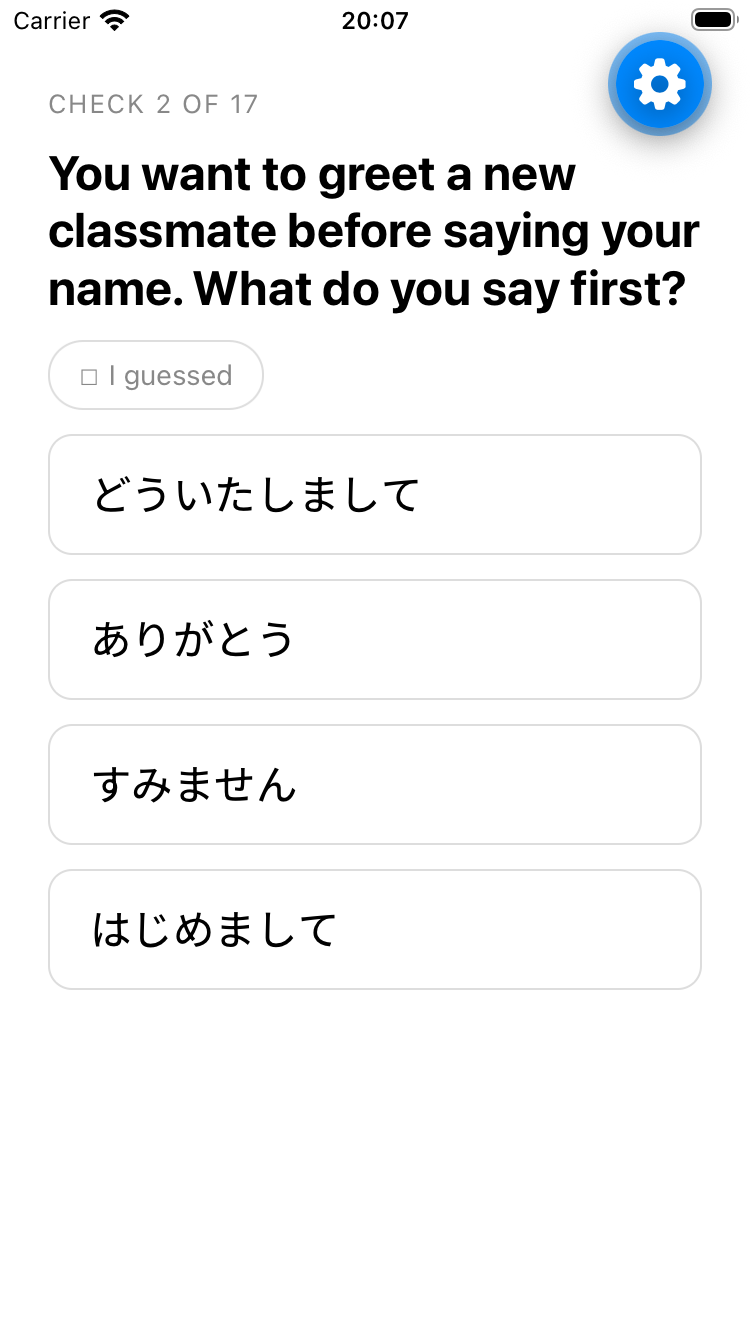 Carrier 20:07
CHECK 2 OF 17
You want to greet a new
classmate before saying your
name. What do you say first?
□ I guessed
どういたしまして
ありがとう
すみません
はじめまして